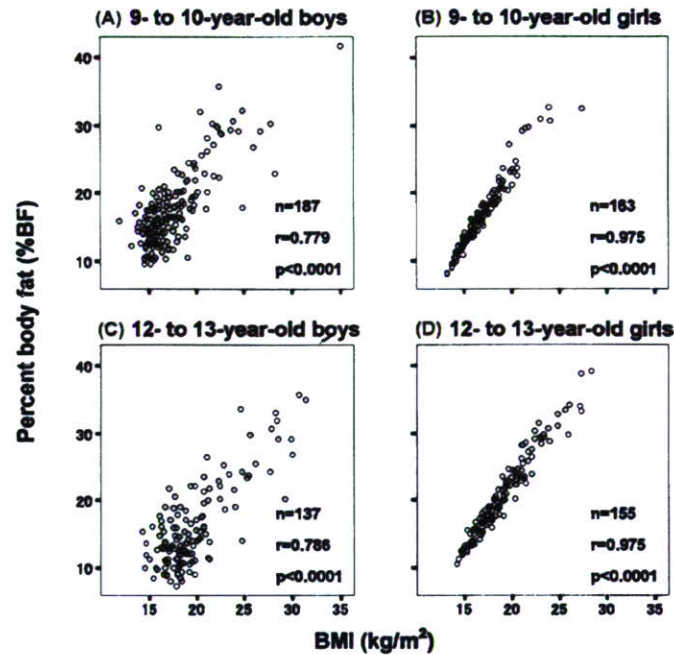 (A) 9- to 10-year-old boys
(B) 9- to 10-year-old girls
40
30
20
10
n=187
r=0.779
p<0.0001
n=163
r=0.975
p<0.0001
Percent body fat (%BF)
(C) 12- to 13-year-old boys
(D) 12- to 13-year-old girls
40
30
20
10
n=137
r=0.786
p<0.0001
n=155
r=0.975
p<0.0001
15 20 25 30 35
15 20 25 30 35
BMI (kg/m²)